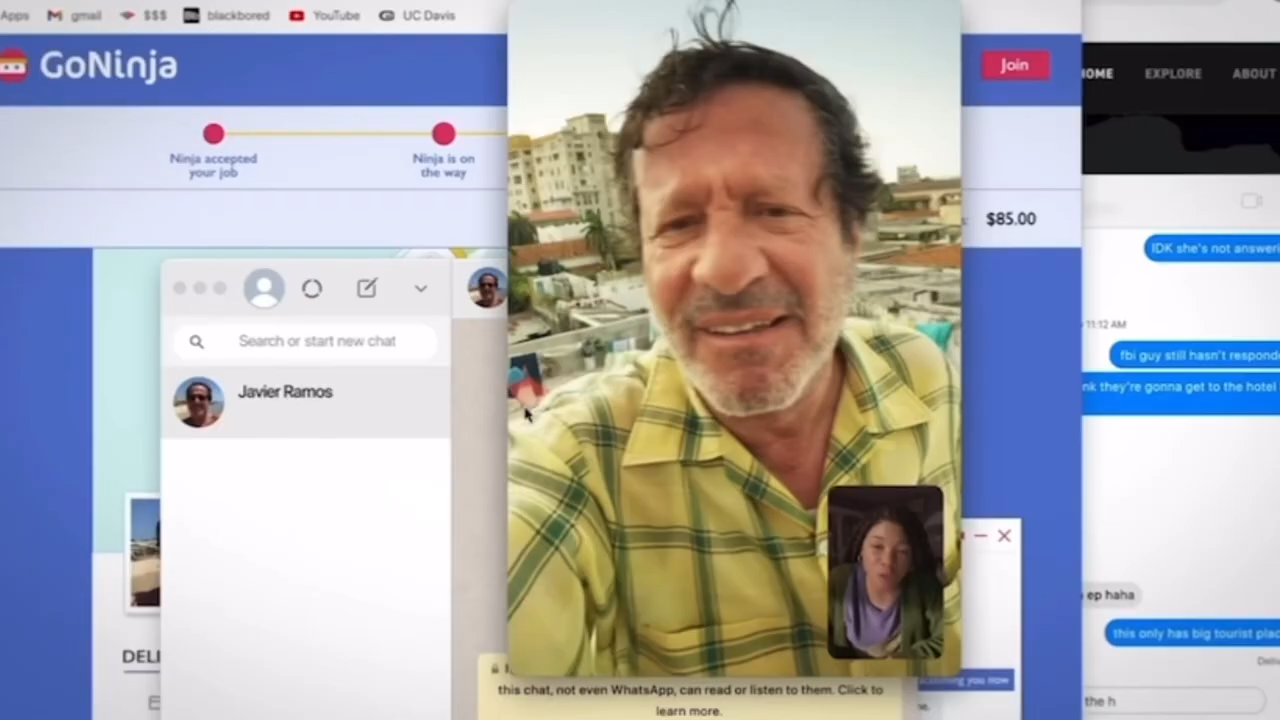 Apps
gmail
$$$
blackbored
YouTube
UC Davis
GoNinja
Join
HOME
EXPLORE
ABOUT
Ninja accepted
your job
Ninja is on
the way
$85.00
Search or start new chat
Javier Ramos
IDK she's not answeri
11:12 AM
fbi guy still hasn't respond
nk they're gonna get to the hotel
ep haha
this only has big tourist plac
the h
DELI
this chat, not even WhatsApp, can read or listen to them. Click to
learn more.
you now